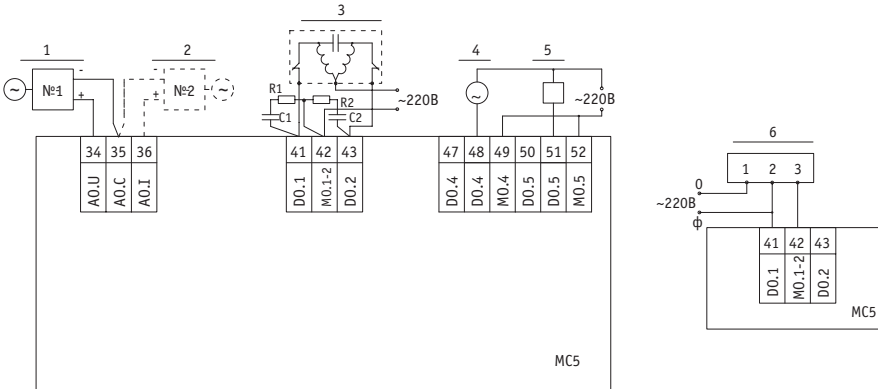 3
1
2
4
5
№1
-
+
-
±
№2
R1
R2
C1
C2
~220В
~220В
34
35
36
AO.U
AO.C
AO.I
41
42
43
DO.1
MO.1-2
DO.2
47
48
49
50
51
52
DO.4
DO.4
MO.4
DO.5
DO.5
MO.5
MC5
6
1
2
3
0
~220В
ф
41
42
43
DO.1
MO.1-2
DO.2
MC5